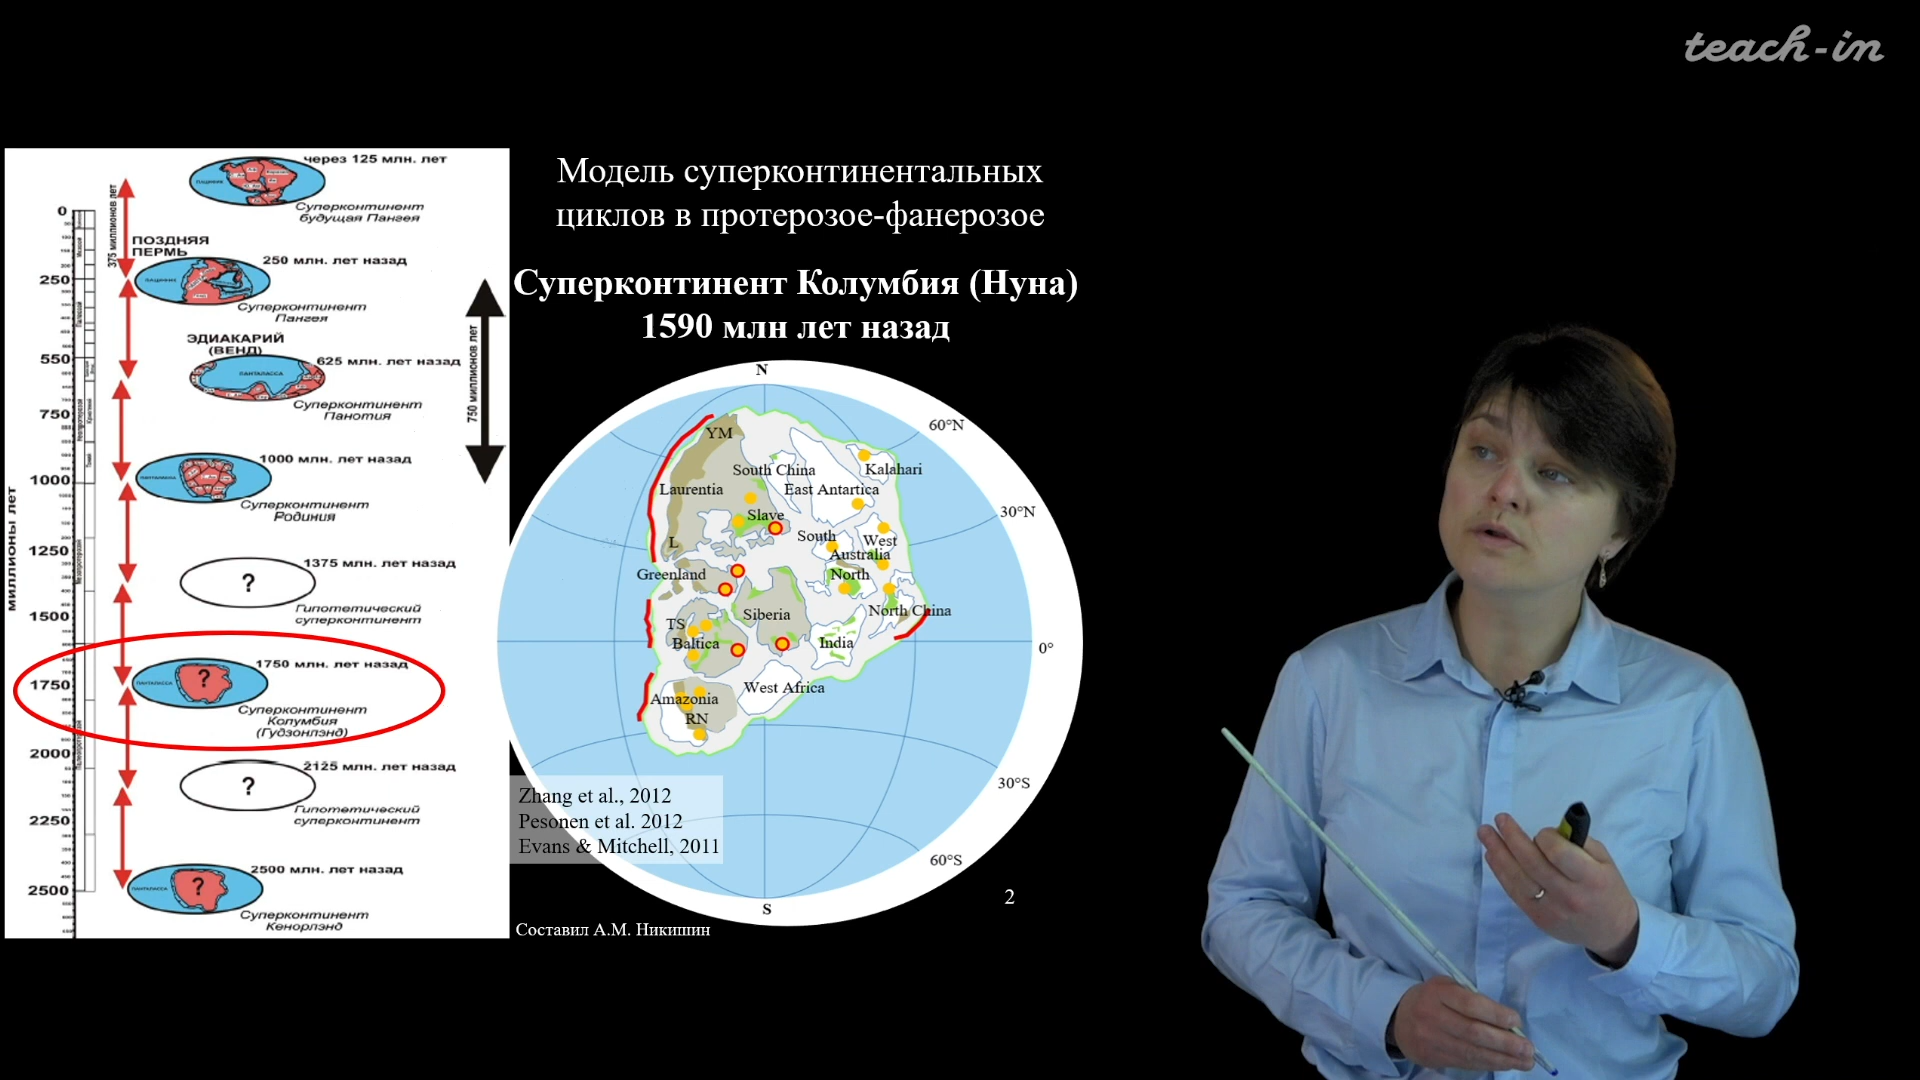 teach-in
Модель суперконтинентальных
циклов в протерозое-фанерозое
Суперконтинент Колумбия (Нуна)
1590 млн лет назад
через 125 млн. лет
Суперконтинент
будущая Пангея
375 миллионов лет
0
ПОЗДНЯЯ
ПЕРМЬ
250 млн. лет назад
250
Суперконтинент
Пангея
ЭДИАКАРИЙ
(ВЕНД)
550
625 млн. лет назад
ПАНТАЛАССА
Суперконтинент
Панотия
750
750 миллионов лет
1000 млн. лет назад
1000
Суперконтинент
Родиния
миллионы лет
1250
1375 млн. лет назад
?
Гипотетический
суперконтинент
1500
1750 млн. лет назад
?
1750
Суперконтинент
Колумбия
(Гудзонлэнд)
2000
2125 млн. лет назад
?
Гипотетический
суперконтинент
2250
2500 млн. лет назад
?
2500
Суперконтинент
Кенорлэнд
N
60°N
YM
South China
Kalahari
Laurentia
East Antartica
30°N
Slave
South
West
L
Australia
Greenland
North
Siberia
North China
TS
Baltica
India
0°
West Africa
Amazonia
RN
30°S
Zhang et al., 2012
Pesonen et al. 2012
Evans & Mitchell, 2011
60°S
2
S
Составил А.М. Никишин